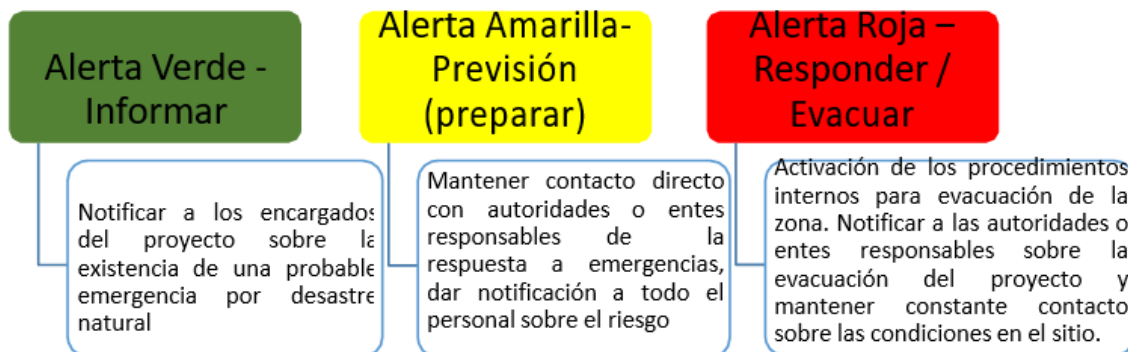 Alerta Verde -
Informar
Notificar a los encargados
del proyecto sobre la
existencia de una probable
emergencia por desastre
natural
Alerta Amarilla-
Previsión
(preparar)
Mantener contacto directo
con autoridades o entes
responsables de la
respuesta a emergencias,
dar notificación a todo el
personal sobre el riesgo
Alerta Roja –
Responder /
Evacuar
Activación de los procedimientos
internos para evacuación de la
zona. Notificar a las autoridades o
entes responsables sobre la
evacuación del proyecto y
mantener constante contacto
sobre las condiciones en el sitio.